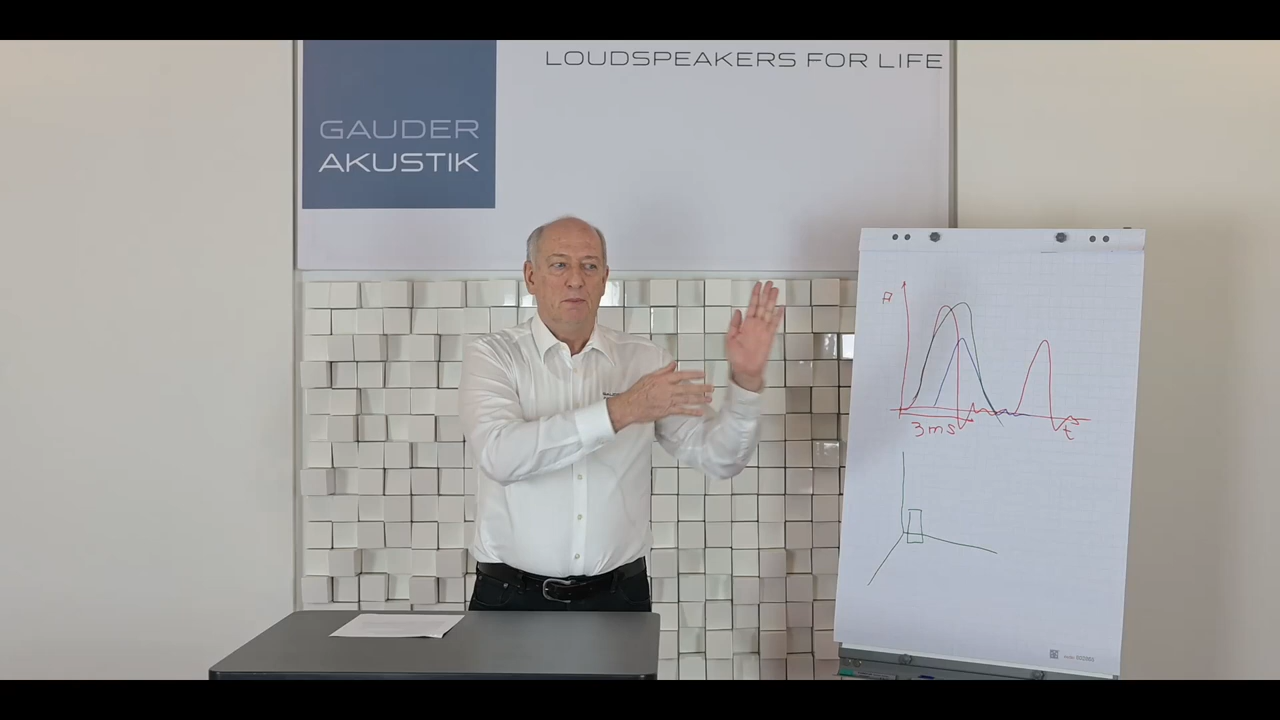 LOUDSPEAKERS FOR LIFE
GAUDER
AKUSTIK
A
3ms
t